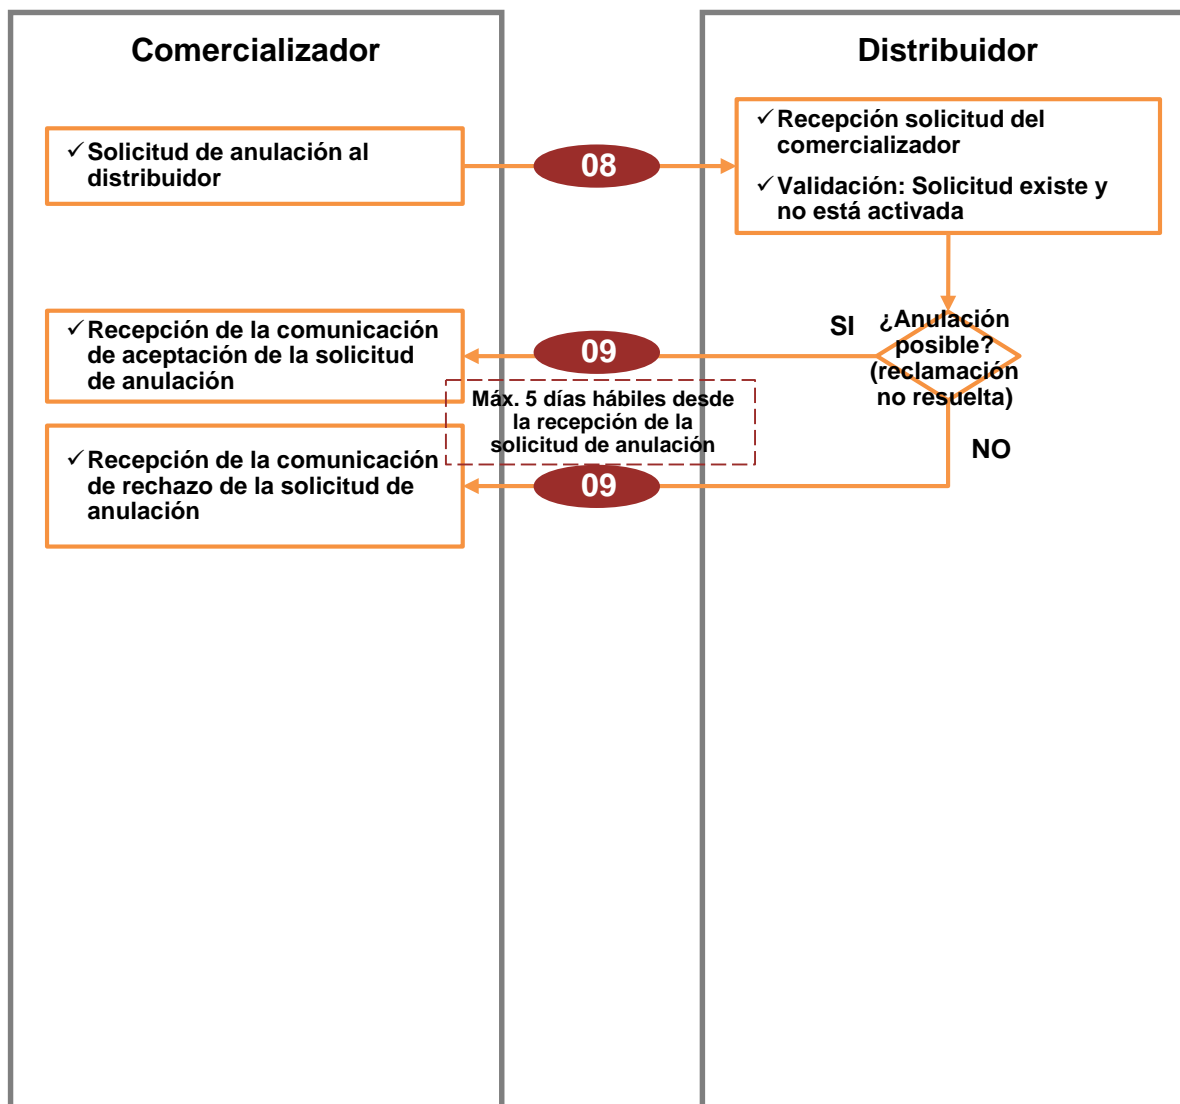 Comercializador
Distribuidor
✓ Solicitud de anulación al
distribuidor
08
✓ Recepción solicitud del
comercializador
✓ Validación: Solicitud existe y
no está activada
✓ Recepción de la comunicación
de aceptación de la solicitud
de anulación
09
SI
¿Anulación
posible?
(reclamación
no resuelta)
Máx. 5 días hábiles desde
la recepción de la
solicitud de anulación
NO
✓ Recepción de la comunicación
de rechazo de la solicitud de
anulación
09